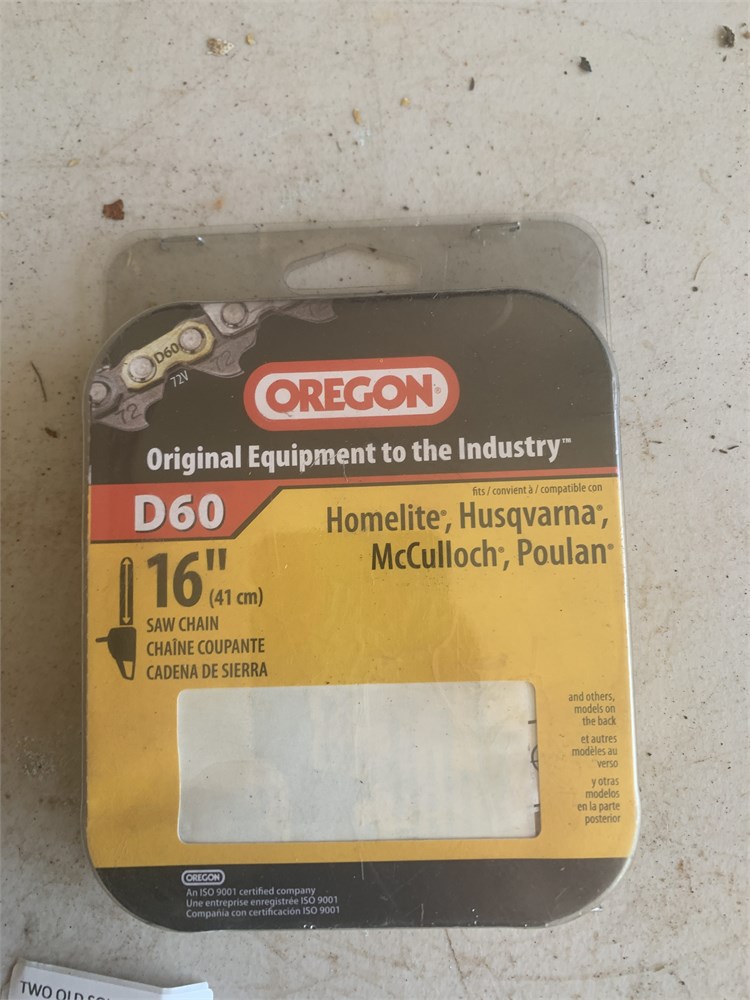 D60
72
72V
72
OREGON®
Original Equipment to the Industry™
D60
fits / convient à / compatible con
Homelite®, Husqvarna®,
McCulloch®, Poulan®
16"
(41 cm)
SAW CHAIN
CHAÎNE COUPANTE
CADENA DE SIERRA
and others,
models on
the back
et autres
modèles au
verso
y otras
modelos
en la parte
posterior
OREGON
An ISO 9001 certified company
Une entreprise enregistrée ISO 9001
Compañia con certificación ISO 9001
TWO OLD